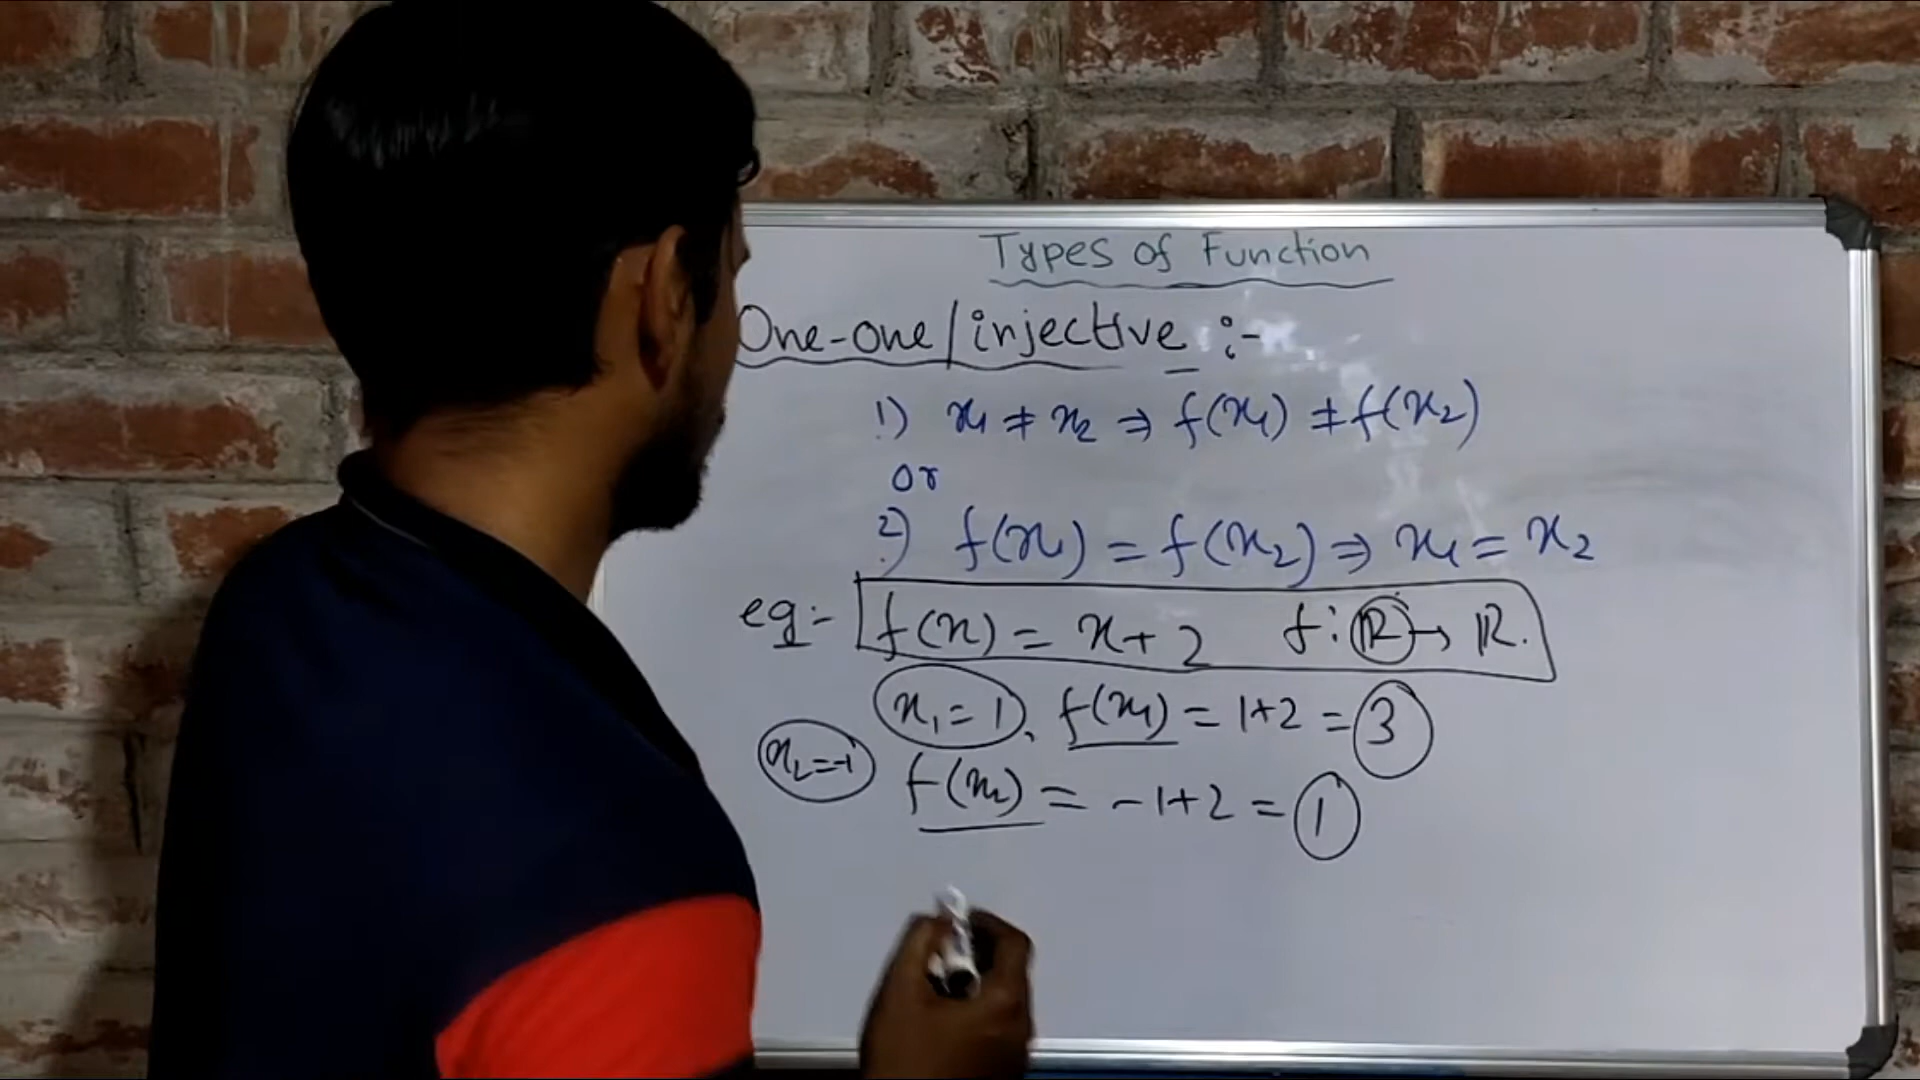 Types of Function
One-one/injective :-
1) x₁ ≠ x₂ ⇒ f(x₁) ≠ f(x₂)
or
2) f(x₁) = f(x₂) ⇒ x₁ = x₂
eg:- f(x) = x+2 f: ℝ → ℝ.
x₁ = 1, f(x₁) = 1+2 = 3
x₂=-1 f(x₂) = -1+2 = 1